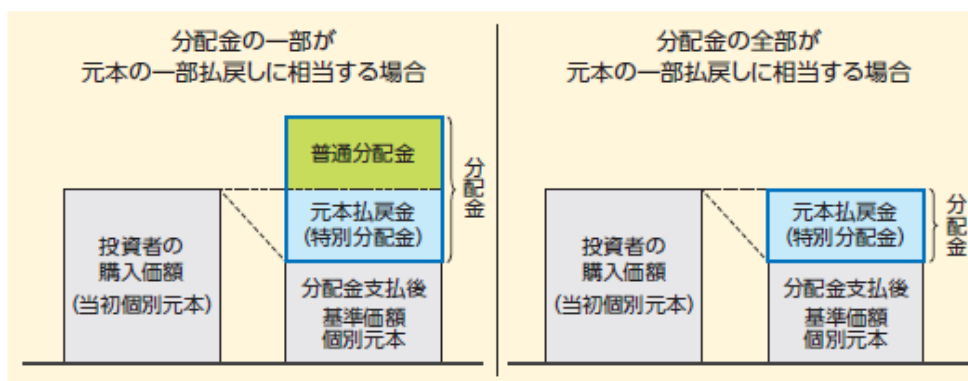 分配金の一部が
元本の一部払戻しに相当する場合
普通分配金
元本払戻金
(特別分配金)
分配金
投資者の
購入価額
(当初個別元本)
分配金支払後
基準価額
個別元本
分配金の全部が
元本の一部払戻しに相当する場合
元本払戻金
(特別分配金)
分配金
投資者の
購入価額
(当初個別元本)
分配金支払後
基準価額
個別元本